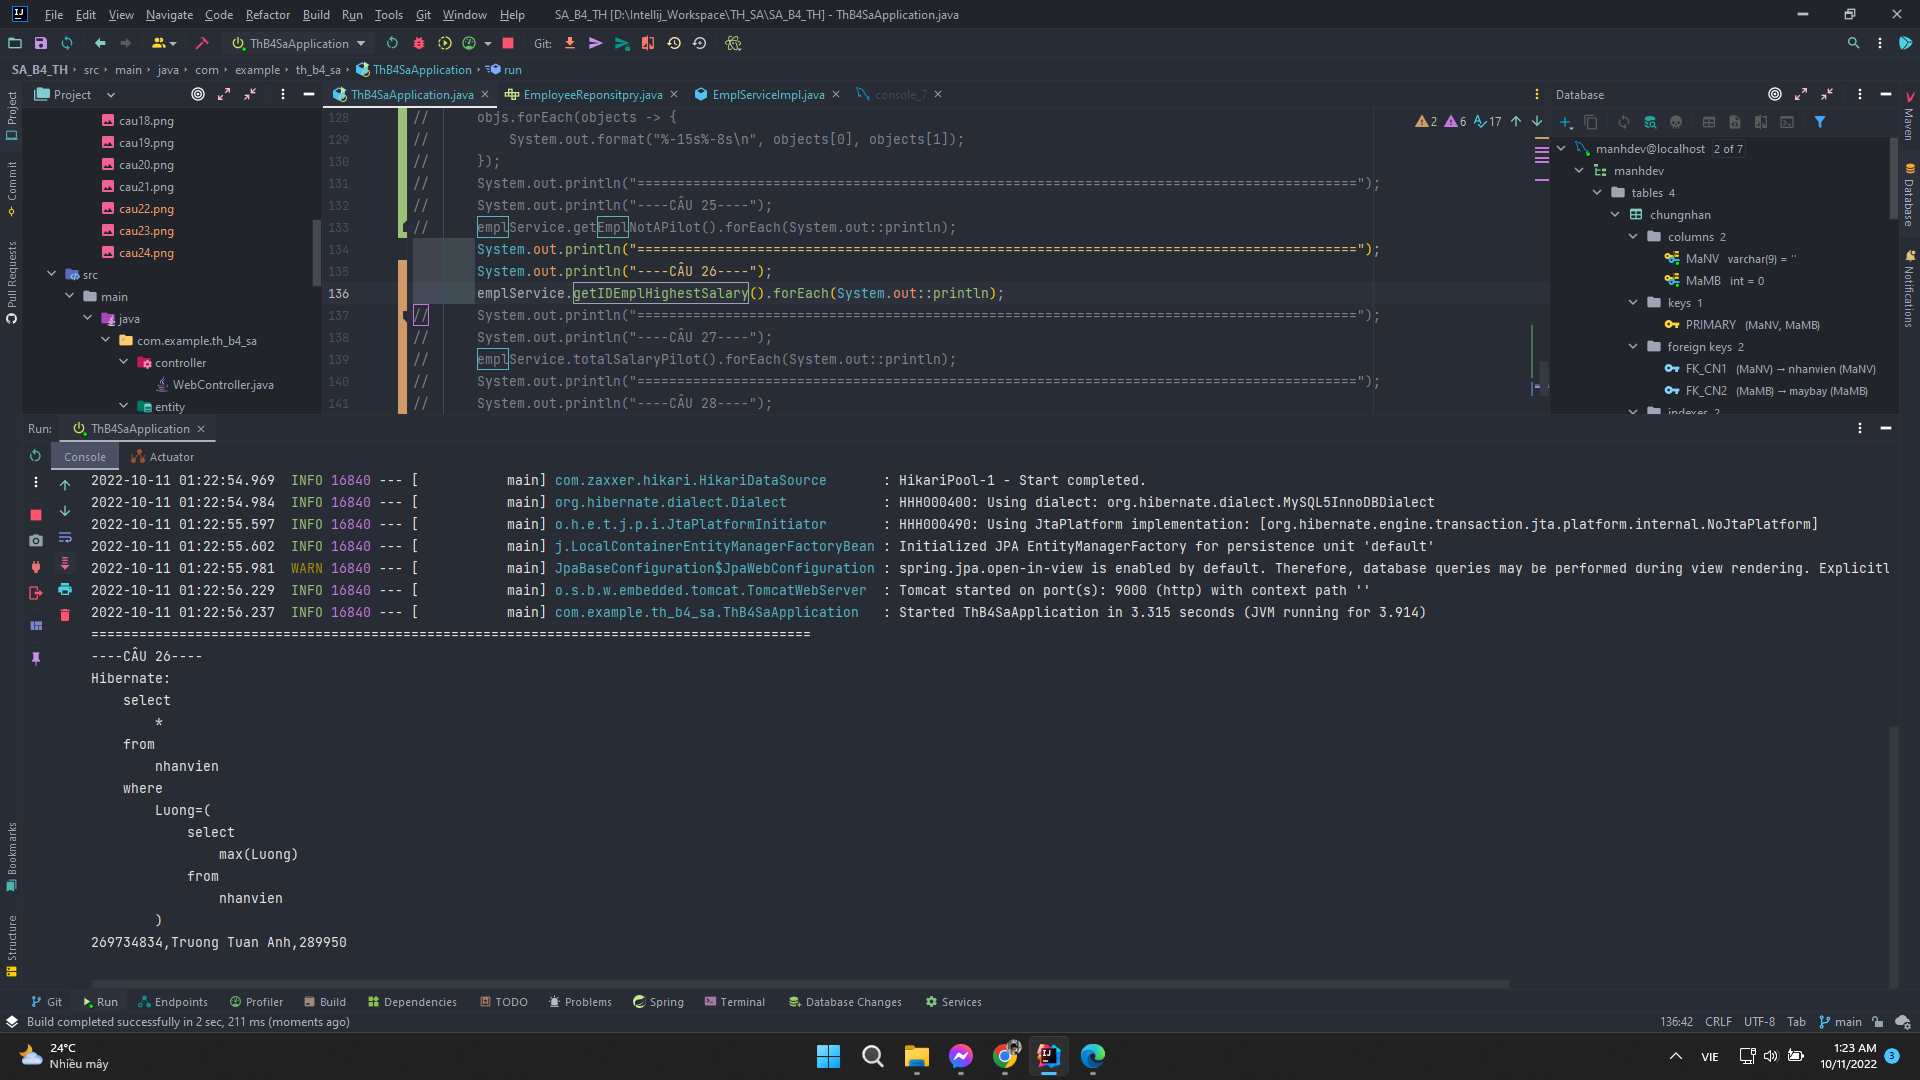 File Edit View Navigate Code Refactor Build Run Tools Git Window Help SA_B4_TH [D:\Intellij_Workspace\TH_SA\SA_B4_TH] - ThB4SaApplication.java
ThB4SaApplication Git:
SA_B4_TH src main java com example th_b4_sa ThB4SaApplication run
Project
Commit
Pull Requests
Bookmarks
Structure
Project
cau18.png
cau19.png
cau20.png
cau21.png
cau22.png
cau23.png
cau24.png
src
main
java
com.example.th_b4_sa
controller
WebController.java
entity
ThB4SaApplication.java EmployeeReponsitpry.java EmplServiceImpl.java console_7
2 6 17
128 // objs.forEach(objects -> {
129 // System.out.format("%-15s%-8s\n", objects[0], objects[1]);
130 // });
131 // System.out.println("==========================================================================================");
132 // System.out.println("----CÂU 25----");
133 // emplService.getEmplNotAPilot().forEach(System.out::println);
134 System.out.println("==========================================================================================");
135 System.out.println("----CÂU 26----");
136 emplService.getIDEmplHighestSalary().forEach(System.out::println);
137 // System.out.println("==========================================================================================");
138 // System.out.println("----CÂU 27----");
139 // emplService.totalSalaryPilot().forEach(System.out::println);
140 // System.out.println("==========================================================================================");
141 // System.out.println("----CÂU 28----");
Database
manhdev@localhost 2 of 7
manhdev
tables 4
chungnhan
columns 2
MaNV varchar(9) = ''
MaMB int = 0
keys 1
PRIMARY (MaNV, MaMB)
foreign keys 2
FK_CN1 (MaNV) → nhanvien (MaNV)
FK_CN2 (MaMB) → maybay (MaMB)
indexes 2
Maven
Database
Notifications
Run: ThB4SaApplication
Console Actuator
2022-10-11 01:22:54.969 INFO 16840 --- [ main] com.zaxxer.hikari.HikariDataSource : HikariPool-1 - Start completed.
2022-10-11 01:22:54.984 INFO 16840 --- [ main] org.hibernate.dialect.Dialect : HHH000400: Using dialect: org.hibernate.dialect.MySQL5InnoDBDialect
2022-10-11 01:22:55.597 INFO 16840 --- [ main] o.h.e.t.j.p.i.JtaPlatformInitiator : HHH000490: Using JtaPlatform implementation: [org.hibernate.engine.transaction.jta.platform.internal.NoJtaPlatform]
2022-10-11 01:22:55.602 INFO 16840 --- [ main] j.LocalContainerEntityManagerFactoryBean : Initialized JPA EntityManagerFactory for persistence unit 'default'
2022-10-11 01:22:55.981 WARN 16840 --- [ main] JpaBaseConfiguration$JpaWebConfiguration : spring.jpa.open-in-view is enabled by default. Therefore, database queries may be performed during view rendering. Explicitl
2022-10-11 01:22:56.229 INFO 16840 --- [ main] o.s.b.w.embedded.tomcat.TomcatWebServer : Tomcat started on port(s): 9000 (http) with context path ''
2022-10-11 01:22:56.237 INFO 16840 --- [ main] com.example.th_b4_sa.ThB4SaApplication : Started ThB4SaApplication in 3.315 seconds (JVM running for 3.914)
==========================================================================================
----CÂU 26----
Hibernate:
select
*
from
nhanvien
where
Luong=(
select
max(Luong)
from
nhanvien
)
269734834,Truong Tuan Anh,289950
Git Run Endpoints Profiler Build Dependencies TODO Problems Spring Terminal Database Changes Services
Build completed successfully in 2 sec, 211 ms (moments ago) 136:42 CRLF UTF-8 Tab main
24°C
Nhiều mây
VIE
1:23 AM
10/11/2022
3